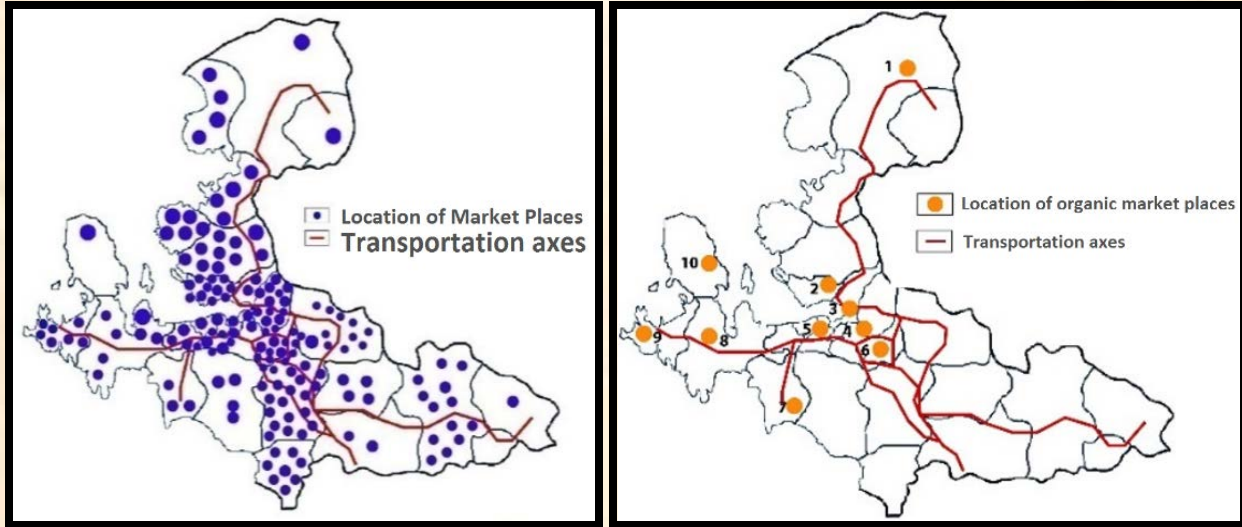 Location of Market Places
Transportation axes
1
Location of organic market places
Transportation axes
10
2
3
9
8
5
4
6
7